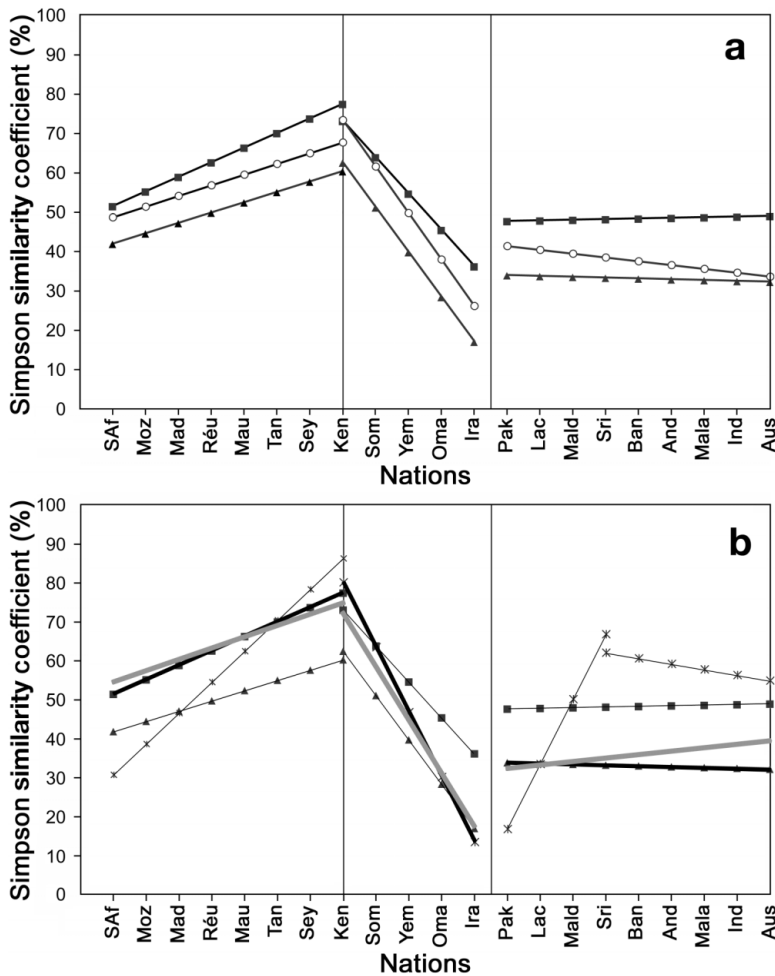 100
90
80
70
60
50
40
30
20
10
0
Simpson similarity coefficient (%)
a
SAf Moz Mad Réu Mau Tan Sey Ken Som Yem Oma Ira Pak Lac Mald Sri Ban And Mala Ind Aus
Nations
100
90
80
70
60
50
40
30
20
10
0
Simpson similarity coefficient (%)
b
SAf Moz Mad Réu Mau Tan Sey Ken Som Yem Oma Ira Pak Lac Mald Sri Ban And Mala Ind Aus
Nations